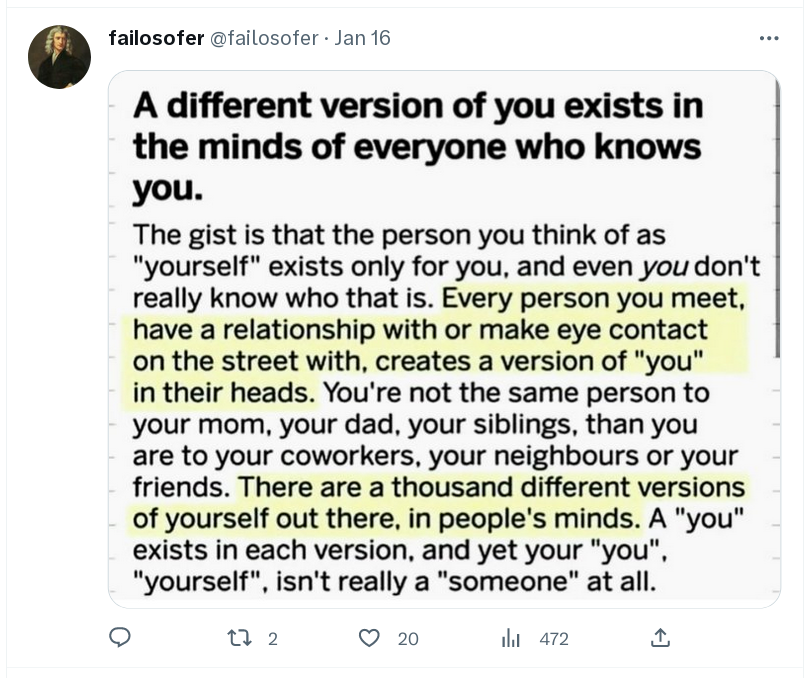 failosofer @failosofer · Jan 16
A different version of you exists in
the minds of everyone who knows
you.
The gist is that the person you think of as
"yourself" exists only for you, and even you don't
really know who that is. Every person you meet,
have a relationship with or make eye contact
on the street with, creates a version of "you"
in their heads. You're not the same person to
your mom, your dad, your siblings, than you
are to your coworkers, your neighbours or your
friends. There are a thousand different versions
of yourself out there, in people's minds. A "you"
exists in each version, and yet your "you",
"yourself", isn't really a "someone" at all.
2 20 472